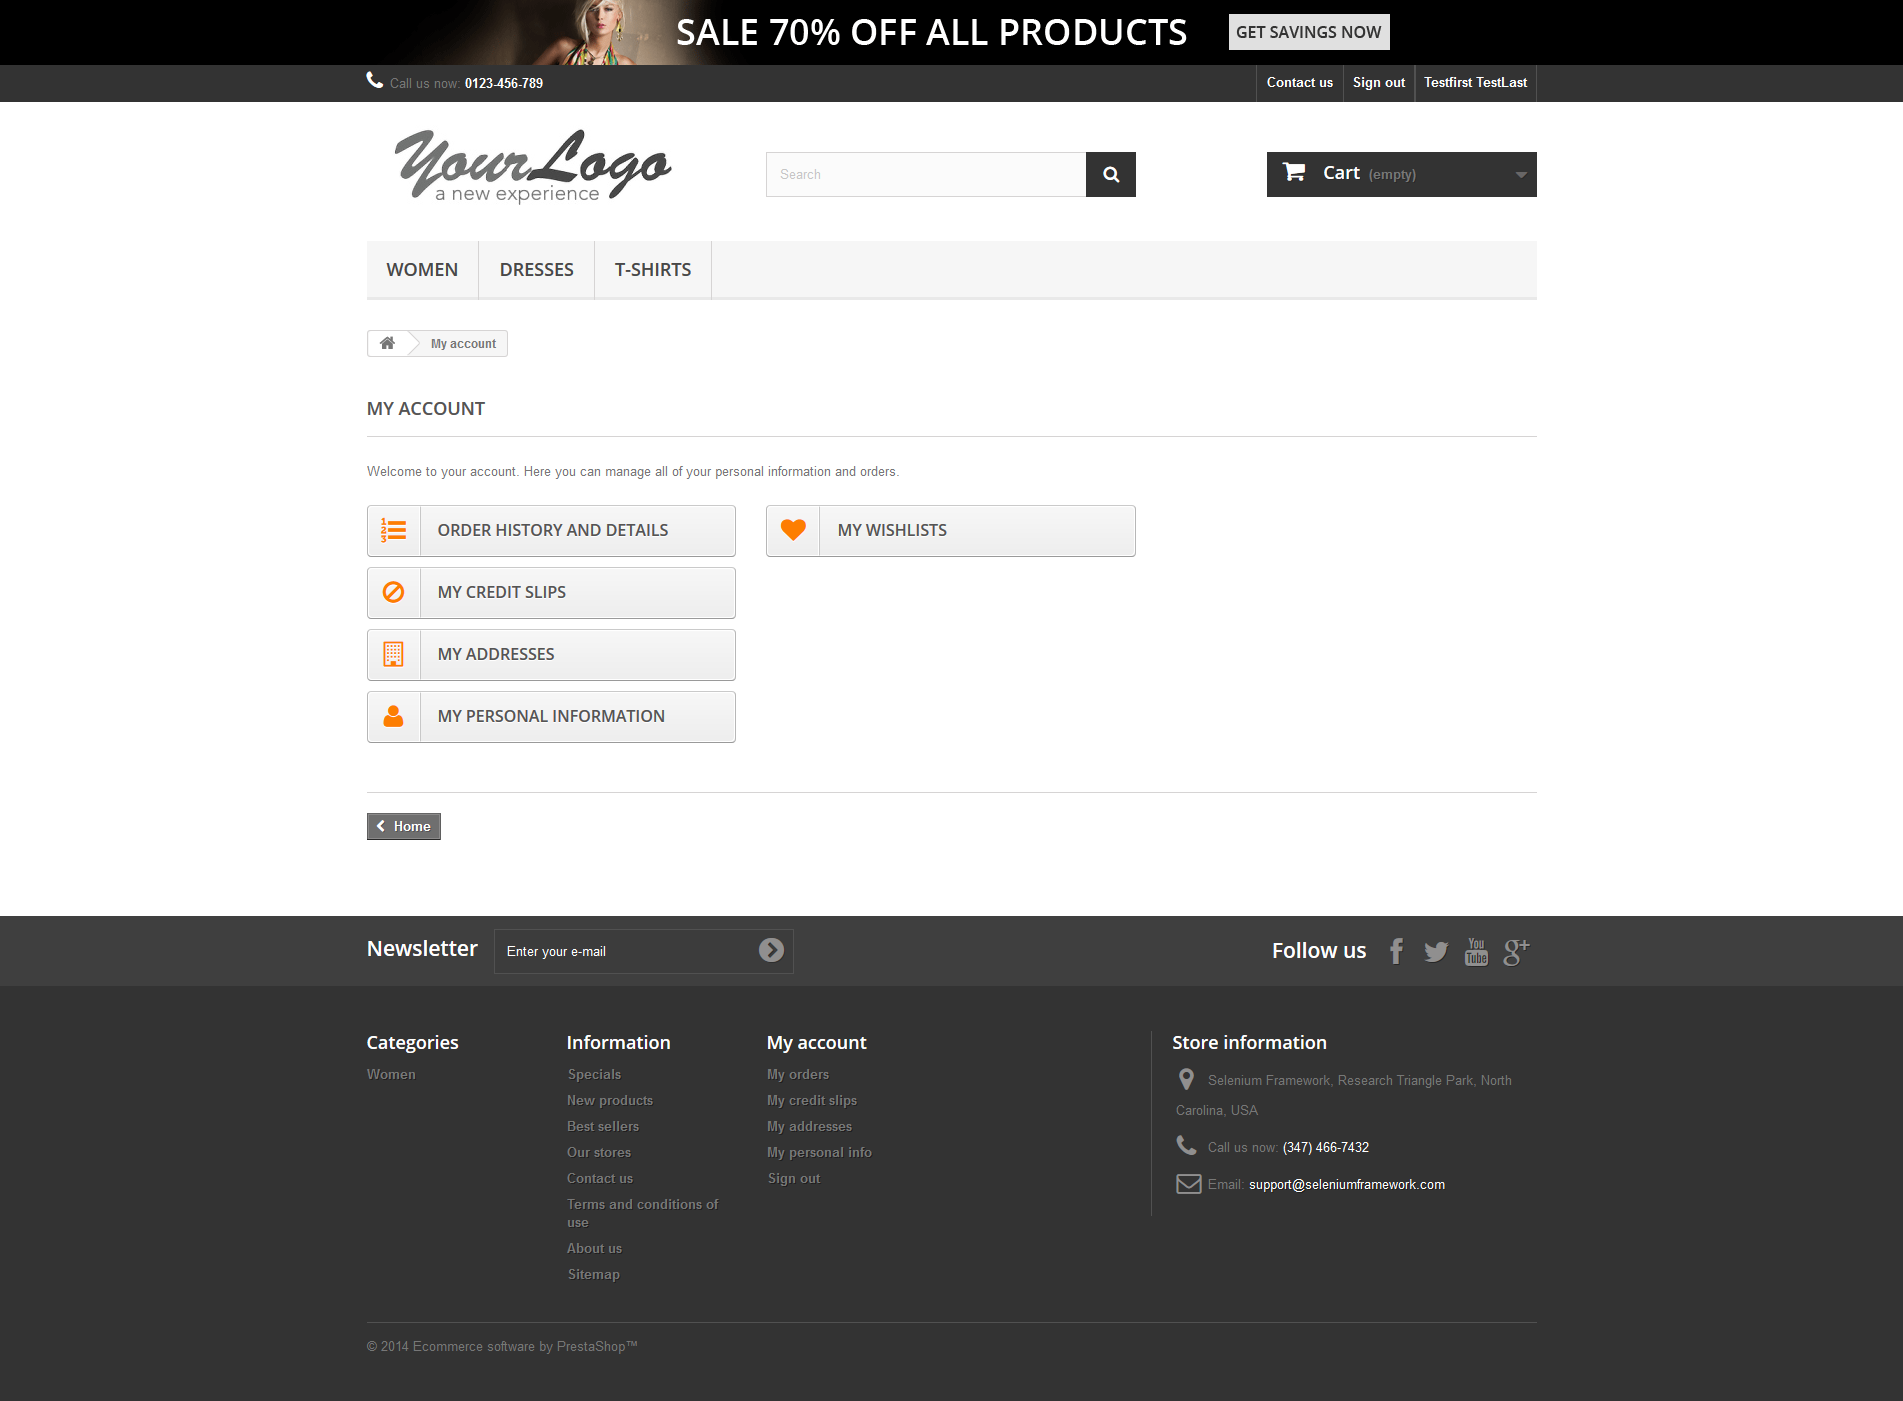 SALE 70% OFF ALL PRODUCTS GET SAVINGS NOW
Call us now: 0123-456-789 Contact us Sign out Testfirst TestLast
YourLogo
a new experience
Search
Cart (empty)
WOMEN DRESSES T-SHIRTS
My account
MY ACCOUNT
Welcome to your account. Here you can manage all of your personal information and orders.
ORDER HISTORY AND DETAILS
MY WISHLISTS
MY CREDIT SLIPS
MY ADDRESSES
MY PERSONAL INFORMATION
Home
Newsletter Enter your e-mail Follow us
Categories
Women
Information
Specials
New products
Best sellers
Our stores
Contact us
Terms and conditions of
use
About us
Sitemap
My account
My orders
My credit slips
My addresses
My personal info
Sign out
Store information
Selenium Framework, Research Triangle Park, North
Carolina, USA
Call us now: (347) 466-7432
Email: support@seleniumframework.com
© 2014 Ecommerce software by PrestaShop™